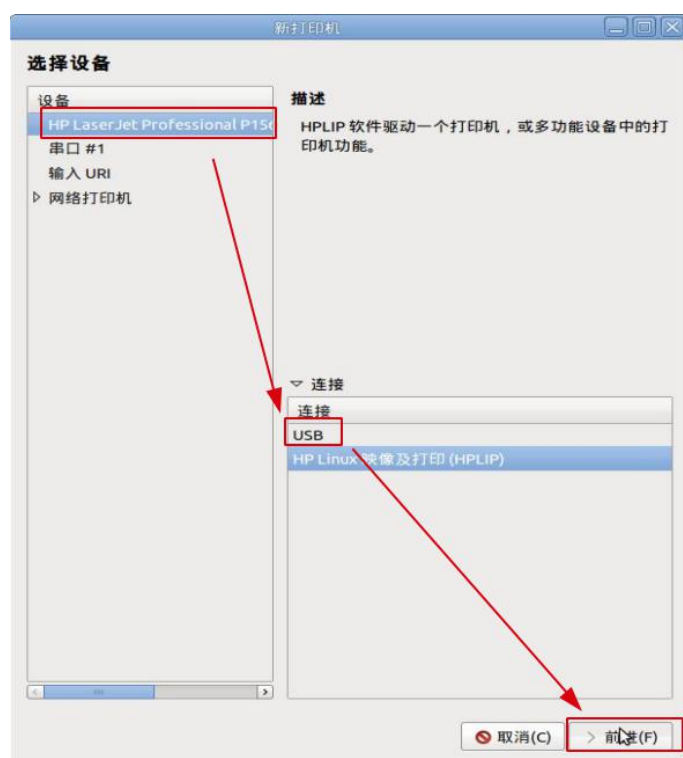 新打印机
选择设备
设备
HP LaserJet Professional P15
串口 #1
输入 URI
网络打印机
描述
HPLIP 软件驱动一个打印机，或多功能设备中的打
印机功能。
连接
连接
USB
HP Linux 映像及打印 (HPLIP)
取消(C)
前进(F)